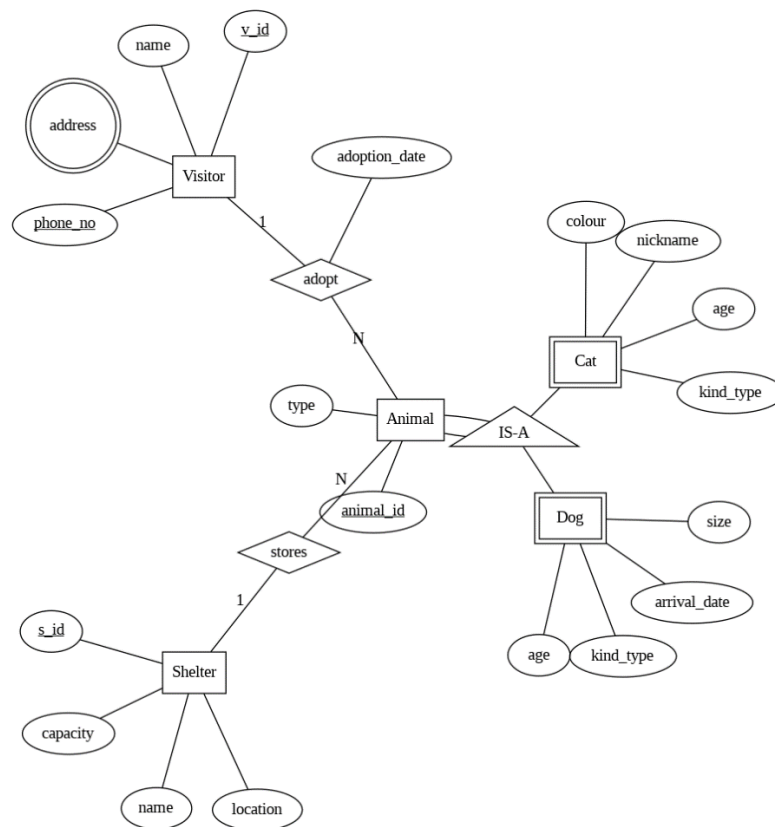 v_id
name
address
adoption_date
Visitor
phone_no
1
colour
nickname
adopt
age
N
Cat
kind_type
type
Animal
IS-A
N
animal_id
Dog
size
stores
1
arrival_date
s_id
age
kind_type
Shelter
capacity
name
location